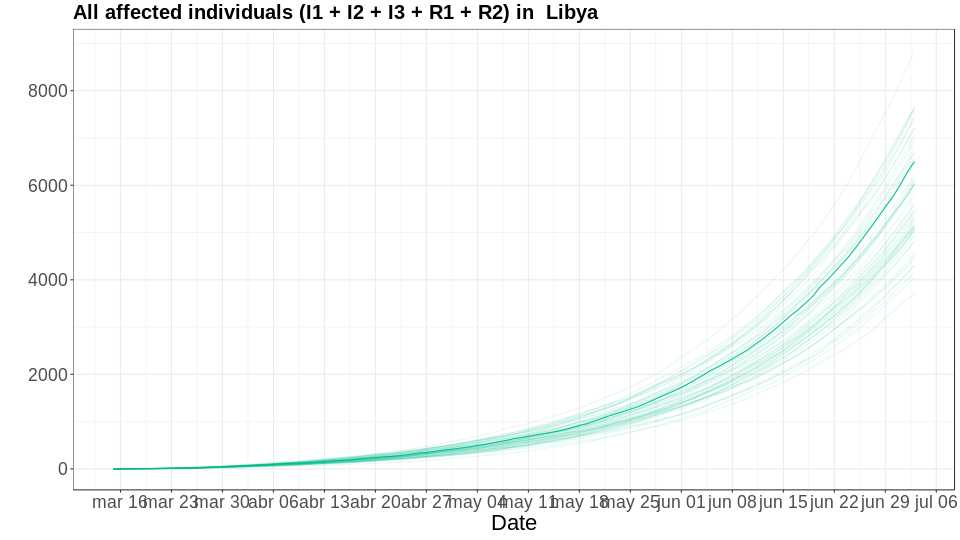 All affected individuals (I1 + I2 + I3 + R1 + R2) in  Libya
8000
6000
4000
2000
0
mar 16 mar 23 mar 30 abr 06 abr 13 abr 20 abr 27 may 04 may 11 may 18 may 25 jun 01 jun 08 jun 15 jun 22 jun 29 jul 06
Date